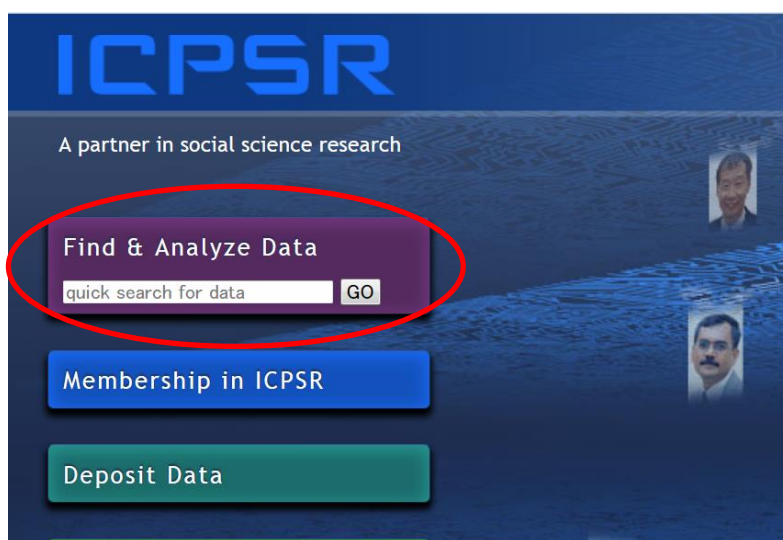 ICPSR
A partner in social science research
Find & Analyze Data
quick search for data GO
Membership in ICPSR
Deposit Data